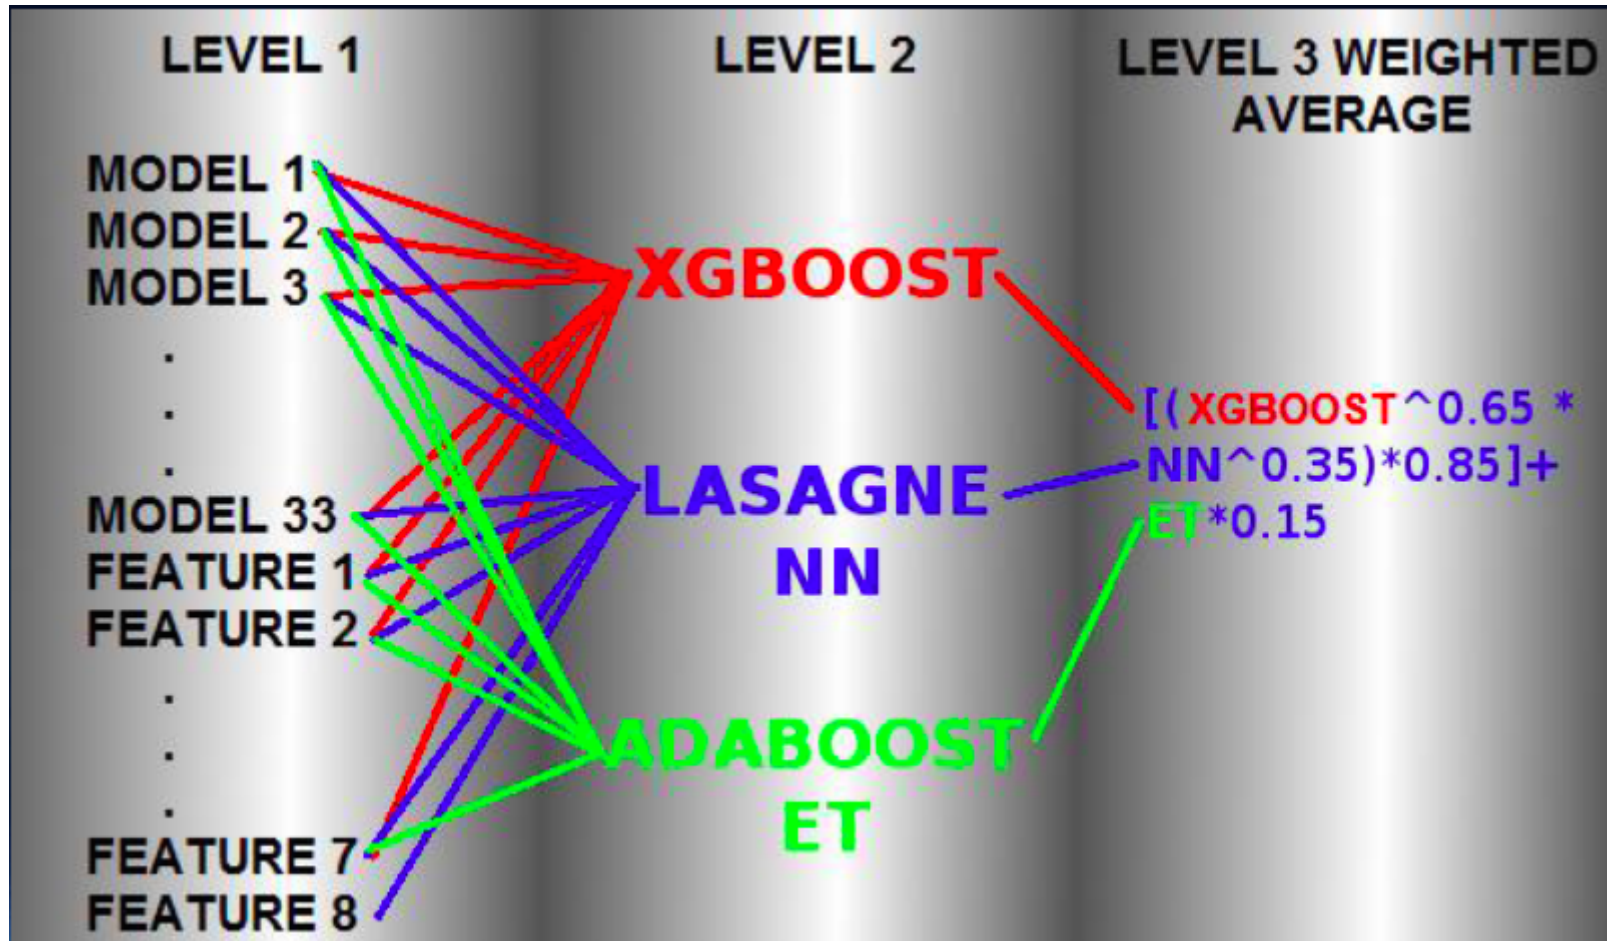 LEVEL 1
MODEL 1
MODEL 2
MODEL 3
.
.
.
MODEL 33
FEATURE 1
FEATURE 2
.
.
.
FEATURE 7
FEATURE 8
LEVEL 2
XGBOOST
LASAGNE
NN
ADABOOST
ET
LEVEL 3 WEIGHTED
AVERAGE
[(XGBOOST^0.65 *
NN^0.35)*0.85]+
ET*0.15